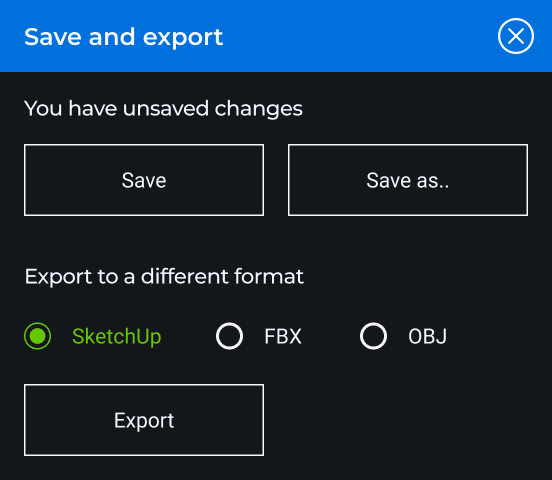 Save and export
You have unsaved changes
Save
Save as..
Export to a different format
SketchUp FBX OBJ
Export